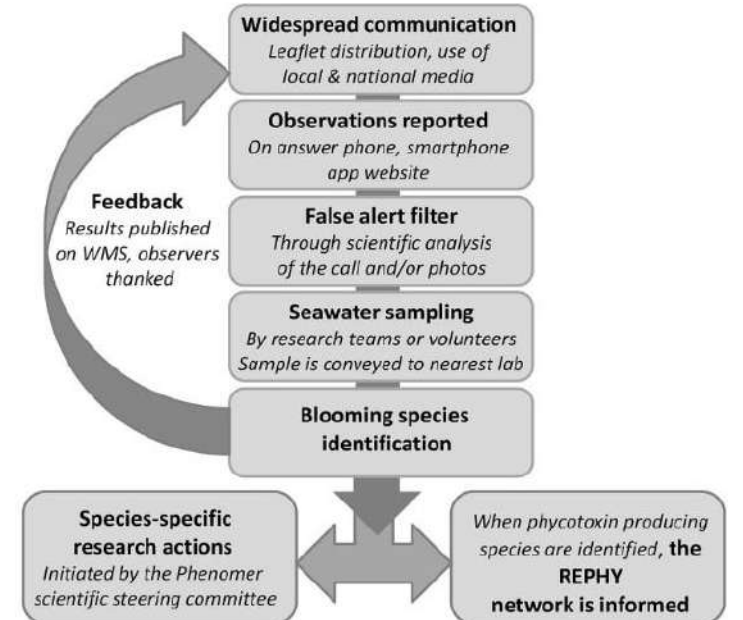 Widespread communication
Leaflet distribution, use of
local & national media
Observations reported
On answer phone, smartphone
app website
False alert filter
Through scientific analysis
of the call and/or photos
Seawater sampling
By research teams or volunteers
Sample is conveyed to nearest lab
Blooming species
identification
Feedback
Results published
on WMS, observers
thanked
Species-specific
research actions
Initiated by the Phenomer
scientific steering committee
When phycotoxin producing
species are identified, the
REPHY
network is informed